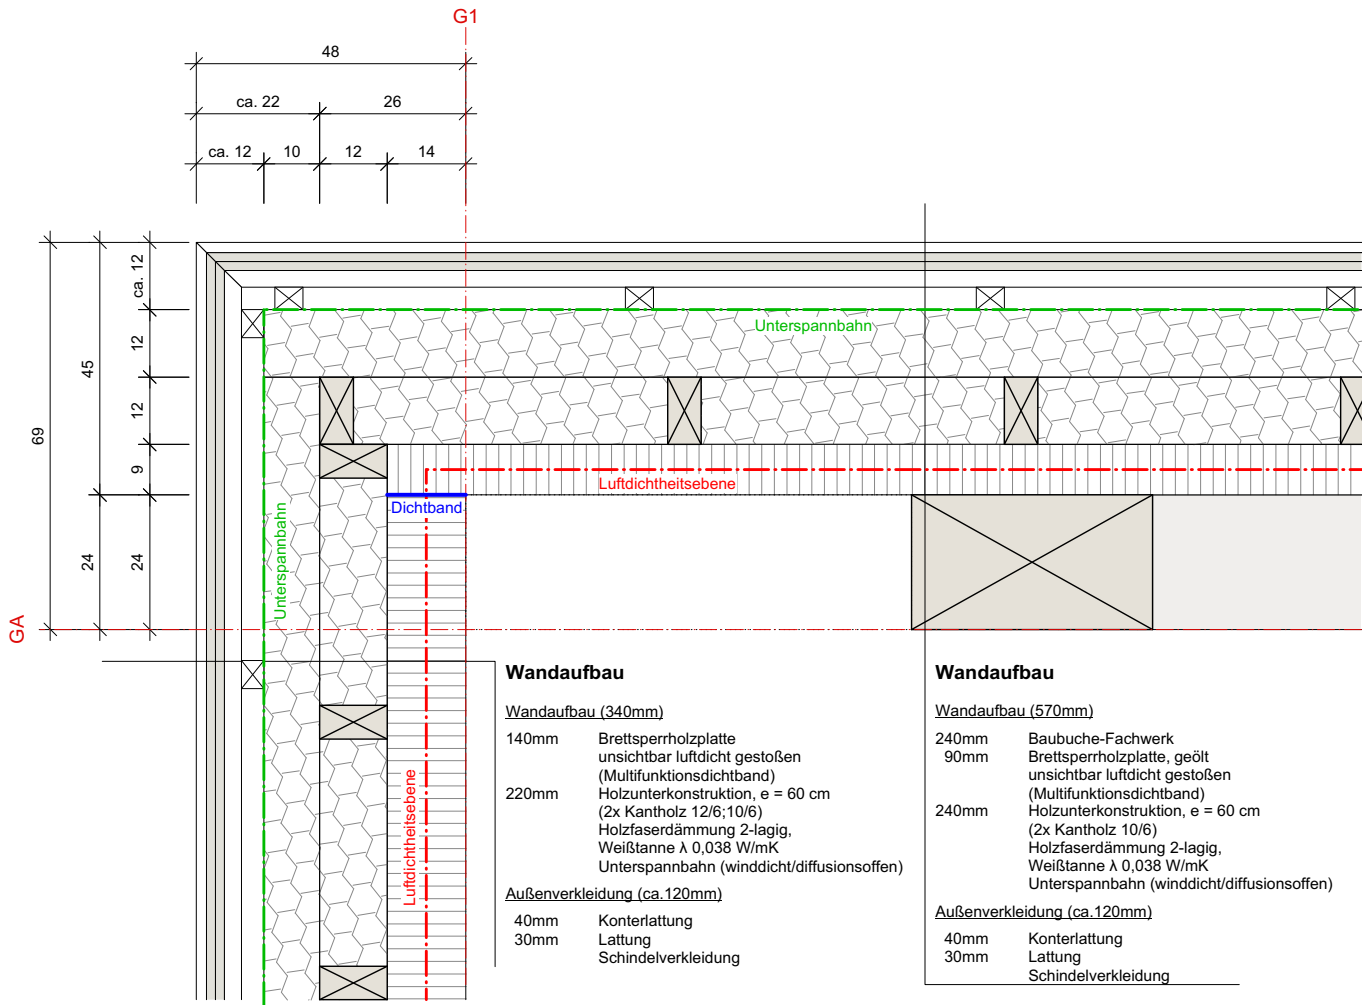 G1
48
ca. 22
26
ca. 12
10
12
14
ca. 12
12
45
12
69
9
24
24
GA
Unterspannbahn
Luftdichtheitsebene
Dichtband
Unterspannbahn
Luftdichtheitsebene
Wandaufbau
Wandaufbau (340mm)
140mm Brettsperrholzplatte
unsichtbar luftdicht gestoßen
(Multifunktionsdichtband)
220mm Holzunterkonstruktion, e = 60 cm
(2x Kantholz 12/6;10/6)
Holzfaserdämmung 2-lagig,
Weißtanne λ 0,038 W/mK
Unterspannbahn (winddicht/diffusionsoffen)
Außenverkleidung (ca.120mm)
40mm Konterlattung
30mm Lattung
Schindelverkleidung
Wandaufbau
Wandaufbau (570mm)
240mm Baubuche-Fachwerk
90mm Brettsperrholzplatte, geölt
unsichtbar luftdicht gestoßen
(Multifunktionsdichtband)
240mm Holzunterkonstruktion, e = 60 cm
(2x Kantholz 10/6)
Holzfaserdämmung 2-lagig,
Weißtanne λ 0,038 W/mK
Unterspannbahn (winddicht/diffusionsoffen)
Außenverkleidung (ca.120mm)
40mm Konterlattung
30mm Lattung
Schindelverkleidung